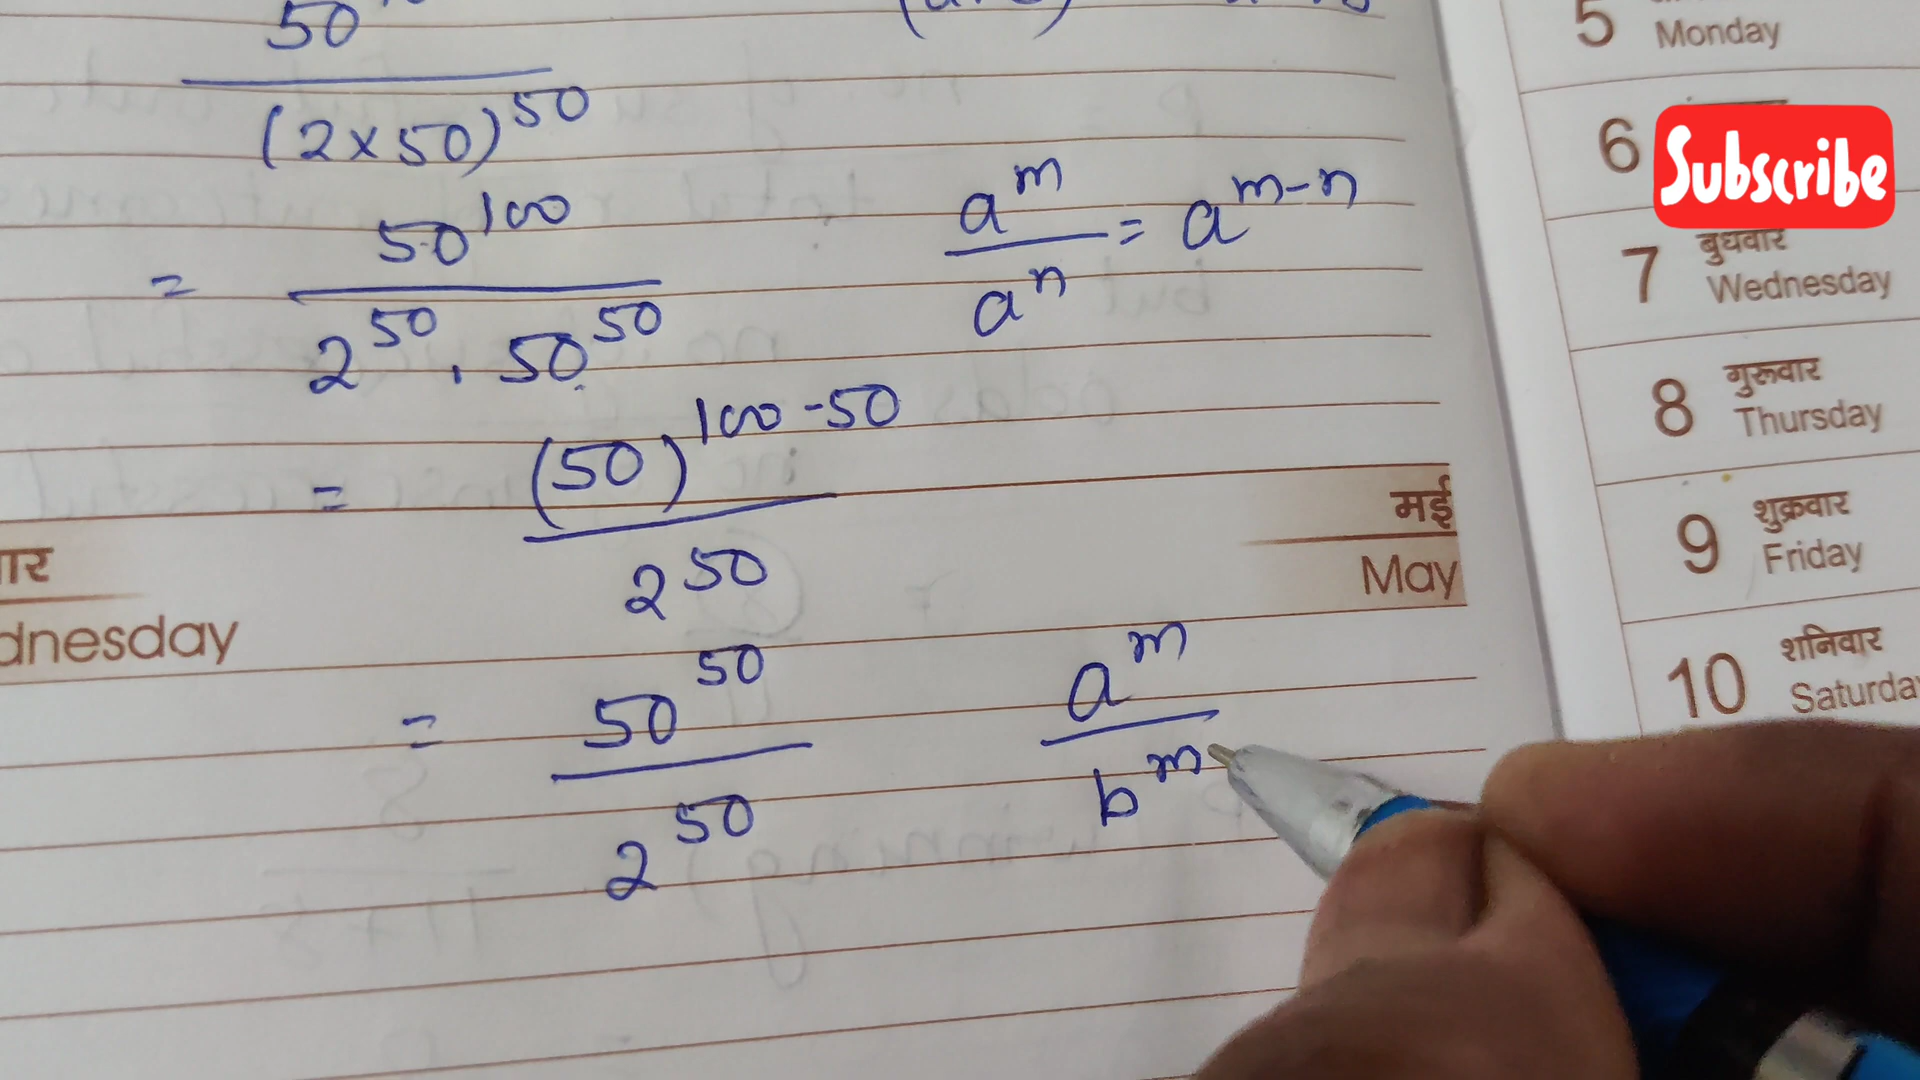 50
(2×50)^50
= 50^100 / 2^50 . 50^50
a^m / a^n = a^m-n
= (50)^100-50 / 2^50
= 50^50 / 2^50
a^m / b^m
dnesday
मई
May
5
Monday
6
Subscribe
7 बुधवार
Wednesday
8 गुरूवार
Thursday
9 शुक्रवार
Friday
10 शनिवार
Saturda